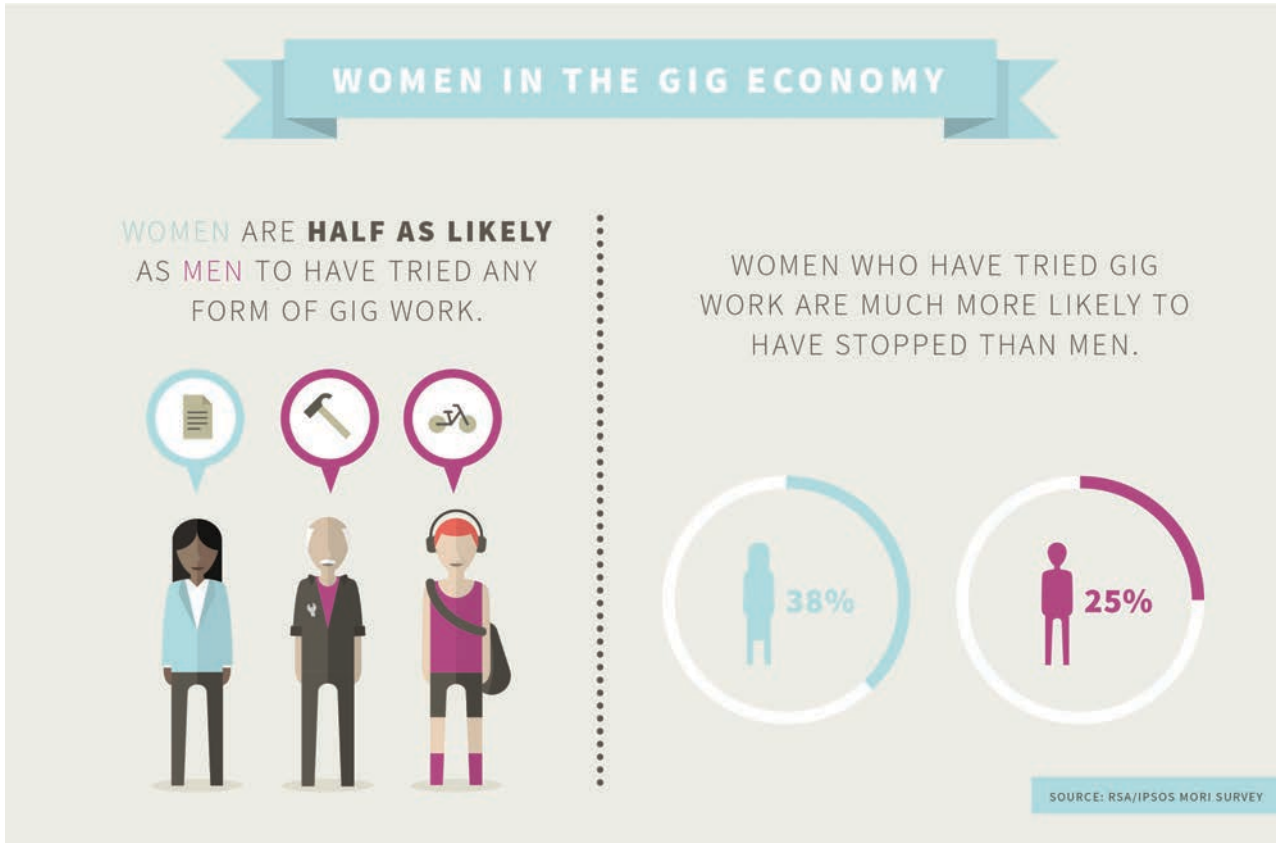 WOMEN IN THE GIG ECONOMY
WOMEN ARE HALF AS LIKELY
AS MEN TO HAVE TRIED ANY
FORM OF GIG WORK.
WOMEN WHO HAVE TRIED GIG
WORK ARE MUCH MORE LIKELY TO
HAVE STOPPED THAN MEN.
38%
25%
SOURCE: RSA/IPSOS MORI SURVEY